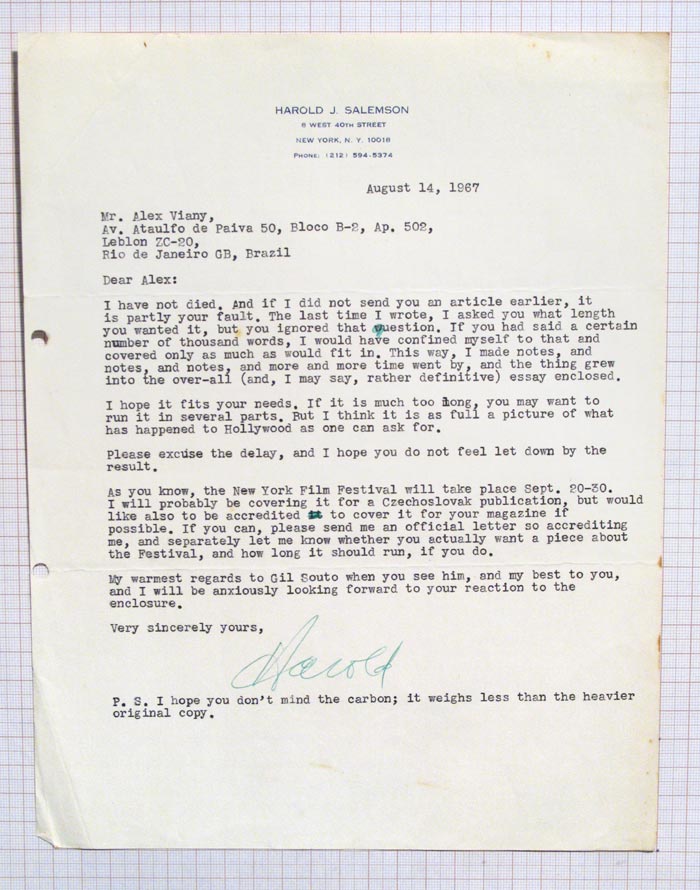 HAROLD J. SALEMSON
6 WEST 40TH STREET
NEW YORK, N. Y. 10018
PHONE: (212) 594-5374
August 14, 1967
Mr. Alex Viany,
Av. Ataulfo de Paiva 50, Bloco B-2, Ap. 502,
Leblon ZC-20,
Rio de Janeiro GB, Brazil
Dear Alex:
I have not died. And if I did not send you an article earlier, it
is partly your fault. The last time I wrote, I asked you what length
you wanted it, but you ignored that question. If you had said a certain
number of thousand words, I would have confined myself to that and
covered only as much as would fit in. This way, I made notes, and
notes, and notes, and more and more time went by, and the thing grew
into the over-all (and, I may say, rather definitive) essay enclosed.
I hope it fits your needs. If it is much too long, you may want to
run it in several parts. But I think it is as full a picture of what
has happened to Hollywood as one can ask for.
Please excuse the delay, and I hope you do not feel let down by the
result.
As you know, the New York Film Festival will take place Sept. 20-30.
I will probably be covering it for a Czechoslovak publication, but would
like also to be accredited to cover it for your magazine if
possible. If you can, please send me an official letter so accrediting
me, and separately let me know whether you actually want a piece about
the Festival, and how long it should run, if you do.
My warmest regards to Gil Souto when you see him, and my best to you,
and I will be anxiously looking forward to your reaction to the
enclosure.
Very sincerely yours,
Harold
P. S. I hope you don't mind the carbon; it weighs less than the heavier
original copy.